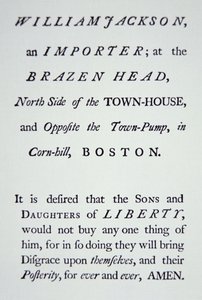 WILLIAM JACKSON,
an IMPORTER; at the
BRAZEN HEAD,
North Side of the TOWN-HOUSE,
and Oppoſite the Town-Pump, in
Corn-hill, BOSTON.
It is deſired that the SONS and
DAUGHTERS of LIBERTY,
would not buy any one thing of
him, for in ſo doing they will bring
Diſgrace upon themſelves, and their
Poſterity, for ever and ever, AMEN.